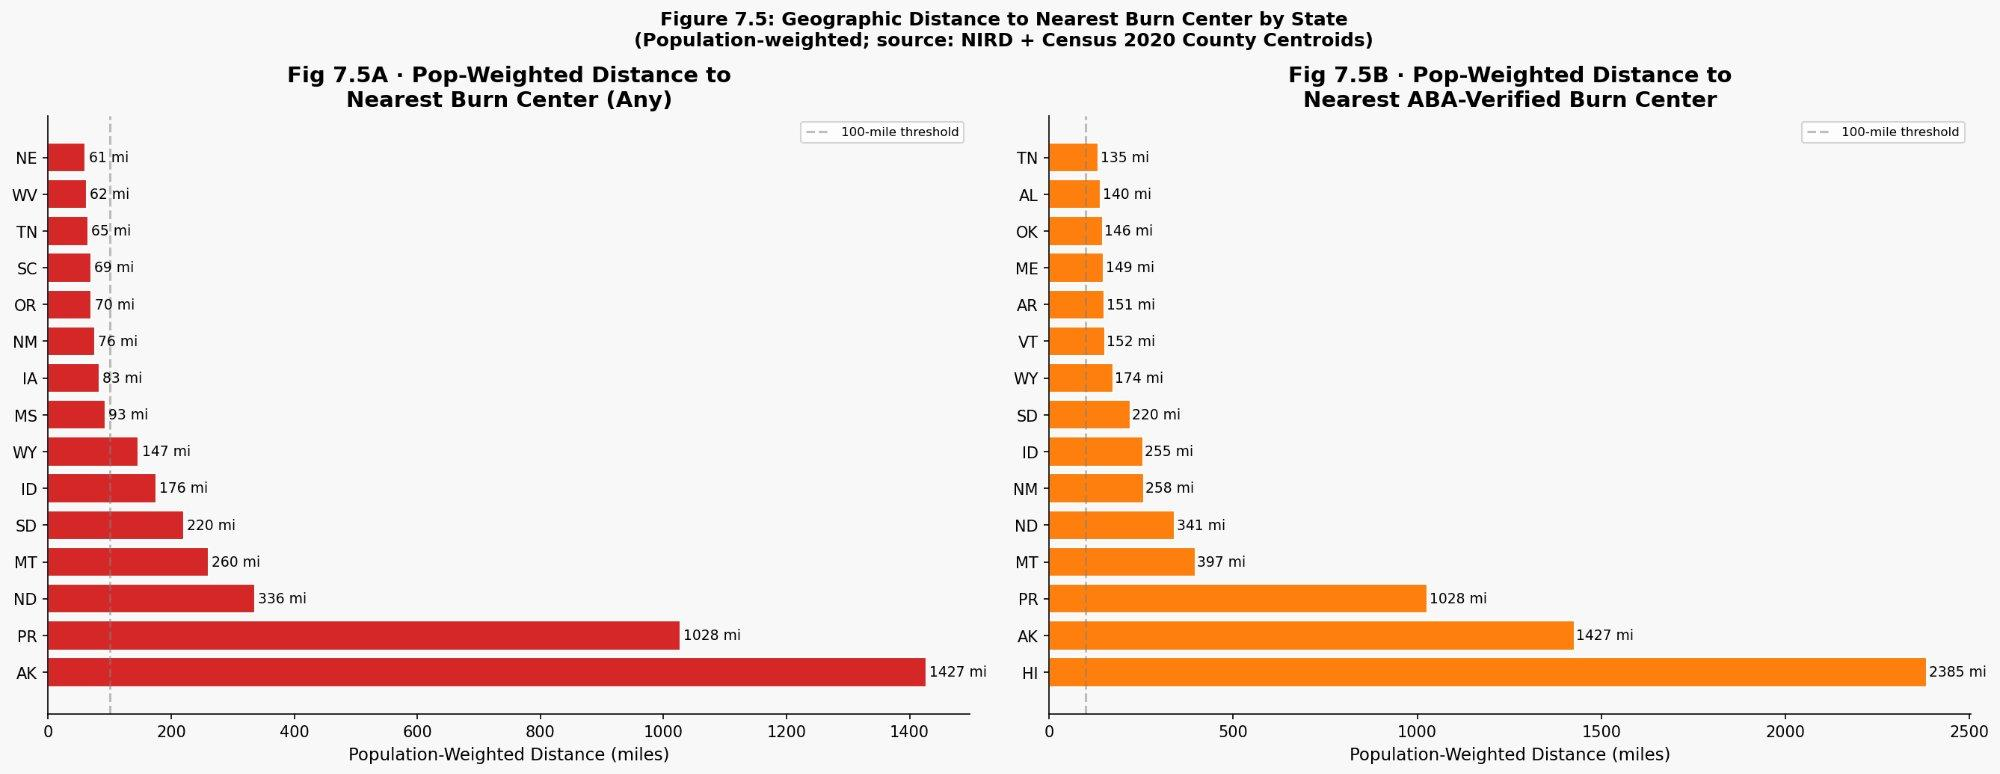 Figure 7.5: Geographic Distance to Nearest Burn Center by State
(Population-weighted; source: NIRD + Census 2020 County Centroids)
Fig 7.5A · Pop-Weighted Distance to
Nearest Burn Center (Any)
100-mile threshold
NE 61 mi
WV 62 mi
TN 65 mi
SC 69 mi
OR 70 mi
NM 76 mi
IA 83 mi
MS 93 mi
WY 147 mi
ID 176 mi
SD 220 mi
MT 260 mi
ND 336 mi
PR 1028 mi
AK 1427 mi
0 200 400 600 800 1000 1200 1400
Population-Weighted Distance (miles)
Fig 7.5B · Pop-Weighted Distance to
Nearest ABA-Verified Burn Center
100-mile threshold
TN 135 mi
AL 140 mi
OK 146 mi
ME 149 mi
AR 151 mi
VT 152 mi
WY 174 mi
SD 220 mi
ID 255 mi
NM 258 mi
ND 341 mi
MT 397 mi
PR 1028 mi
AK 1427 mi
HI 2385 mi
0 500 1000 1500 2000 2500
Population-Weighted Distance (miles)